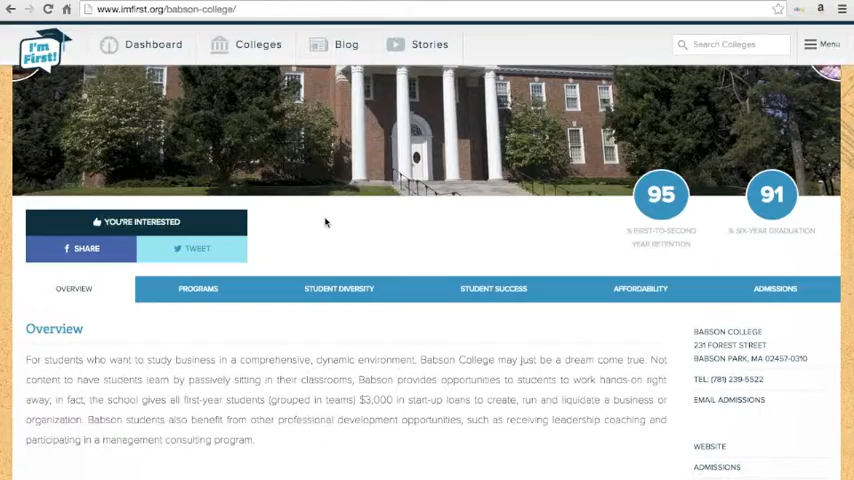 www.imfirst.org/babson-college/
I'm First!
Dashboard
Colleges
Blog
Stories
Search Colleges
Menu
95
91
% FIRST-TO-SECOND
YEAR RETENTION
% SIX-YEAR GRADUATION
YOU'RE INTERESTED
SHARE
TWEET
OVERVIEW
PROGRAMS
STUDENT DIVERSITY
STUDENT SUCCESS
AFFORDABILITY
ADMISSIONS
Overview
For students who want to study business in a comprehensive, dynamic environment, Babson College may just be a dream come true. Not
content to have students learn by passively sitting in their classrooms, Babson provides opportunities to students to work hands-on right
away; in fact, the school gives all first-year students (grouped in teams) $3,000 in start-up loans to create, run and liquidate a business or
organization. Babson students also benefit from other professional development opportunities, such as receiving leadership coaching and
participating in a management consulting program.
BABSON COLLEGE
231 FOREST STREET
BABSON PARK, MA 02457-0310
TEL: (781) 239-5522
EMAIL ADMISSIONS
WEBSITE
ADMISSIONS